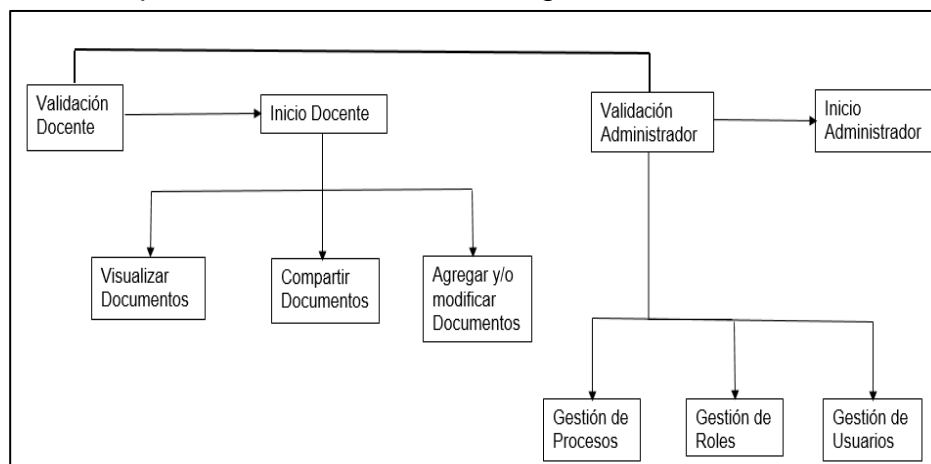 Validación
Docente
Inicio Docente
Validación
Administrador
Inicio
Administrador
Visualizar
Documentos
Compartir
Documentos
Agregar y/o
modificar
Documentos
Gestión de
Procesos
Gestión de
Roles
Gestión de
Usuarios